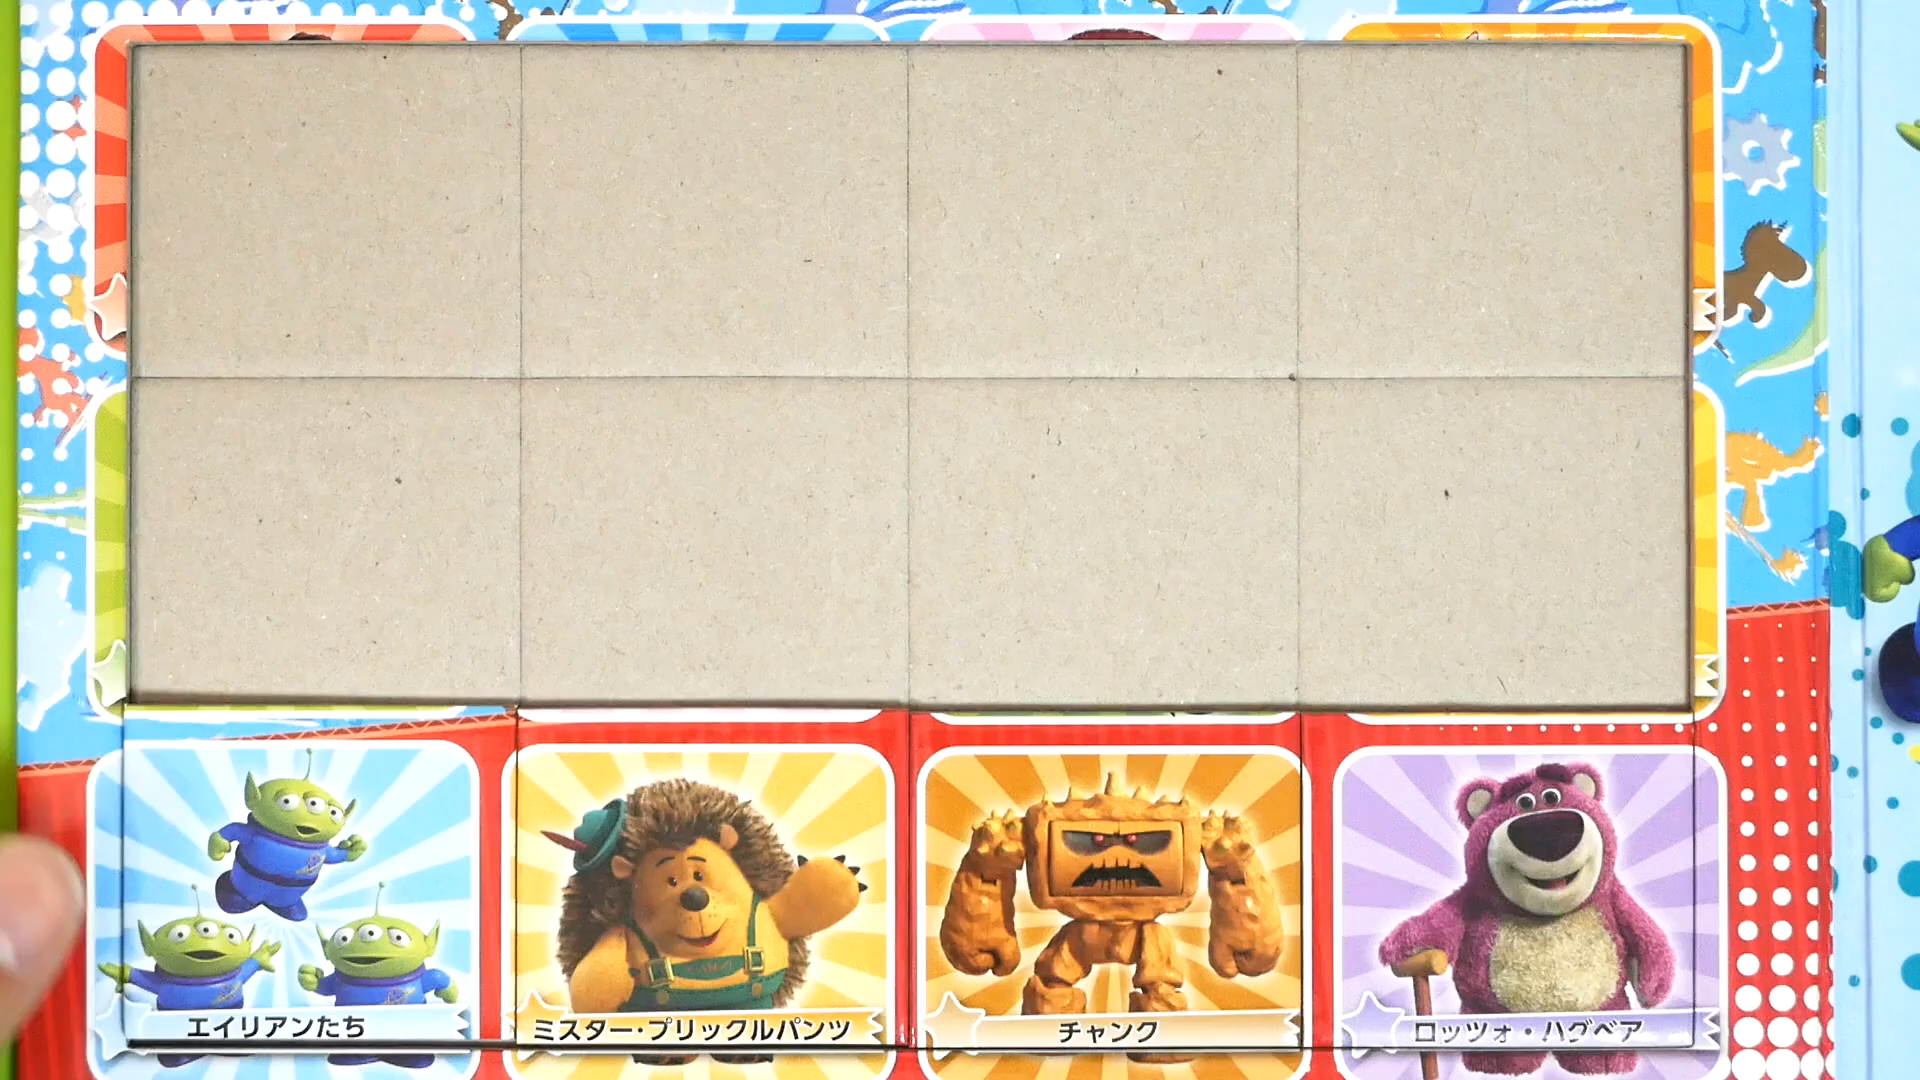 エイリアンたち
ミスター・プリックルパンツ
チャンク
ロッツォ・ハグベア